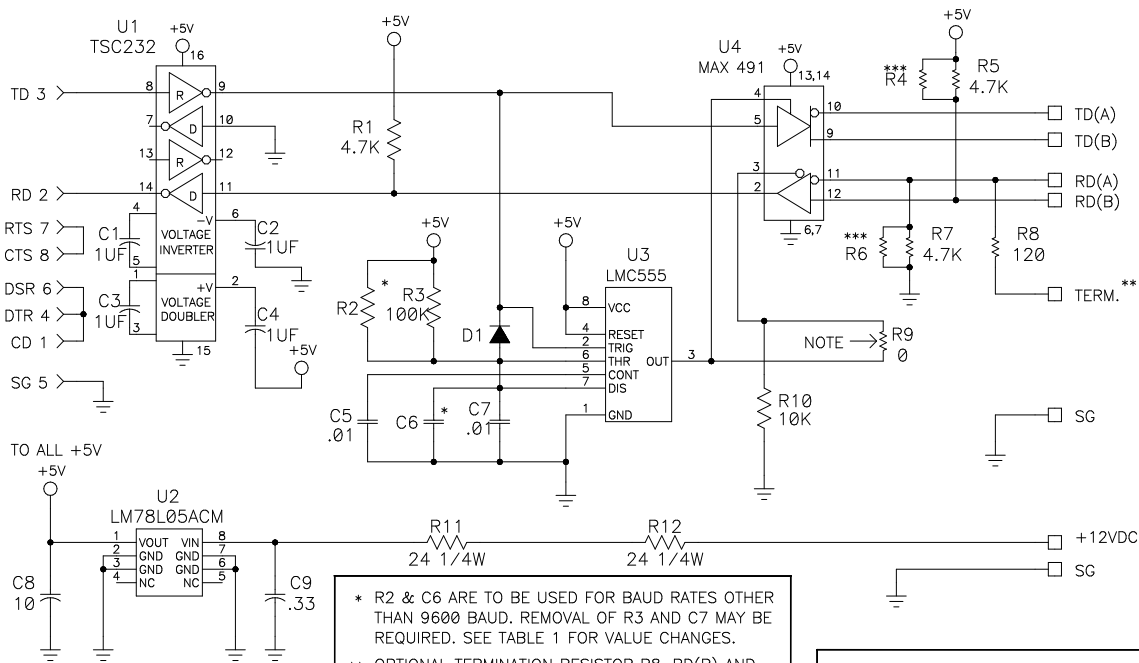 U1
TSC232
+5V
16
TD 3
8
R
9
7
D
10
13
R
12
RD 2
14
D
11
RTS 7
CTS 8
4
-V
6
VOLTAGE
INVERTER
C1
1UF
5
C2
1UF
DSR 6
DTR 4
CD 1
1
+V
2
VOLTAGE
DOUBLER
C3
1UF
3
C4
1UF
15
+5V
SG 5
+5V
R1
4.7K
+5V
R2
*
R3
100K
D1
+5V
U3
LMC555
8 VCC
4 RESET
2 TRIG
6 THR
5 CONT
7 DIS
1 GND
OUT 3
C5
.01
C6
*
C7
.01
U4
MAX 491
+5V
13,14
4
5
10
9
3
2
11
12
6,7
+5V
***
R4
R5
4.7K
TD(A)
TD(B)
RD(A)
RD(B)
***
R6
R7
4.7K
R8
120
TERM.**
NOTE
R9
0
R10
10K
SG
TO ALL +5V
+5V
U2
LM78L05ACM
1 VOUT VIN 8
2 GND GND 7
3 GND GND 6
4 NC NC 5
C8
10
C9
.33
R11
24 1/4W
R12
24 1/4W
+12VDC
SG
* R2 & C6 ARE TO BE USED FOR BAUD RATES OTHER
THAN 9600 BAUD. REMOVAL OF R3 AND C7 MAY BE
REQUIRED. SEE TABLE 1 FOR VALUE CHANGES.
** OPTIONAL TERMINATION RESISTOR R8, RD(B) AND